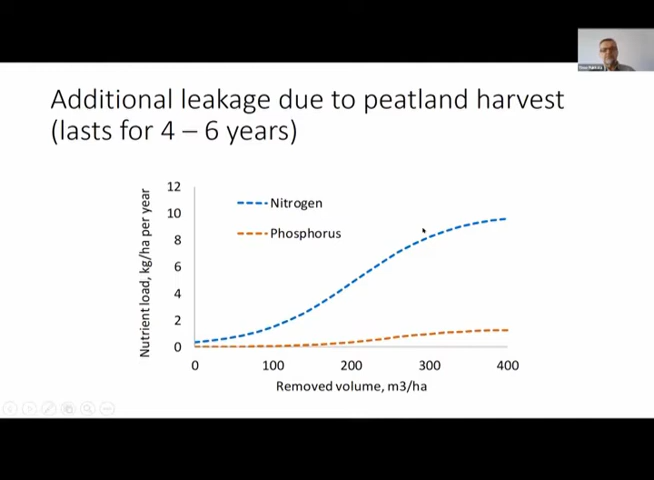 Additional leakage due to peatland harvest
(lasts for 4 – 6 years)
Nutrient load, kg/ha per year
12
10
8
6
4
2
0
Nitrogen
Phosphorus
0 100 200 300 400
Removed volume, m3/ha